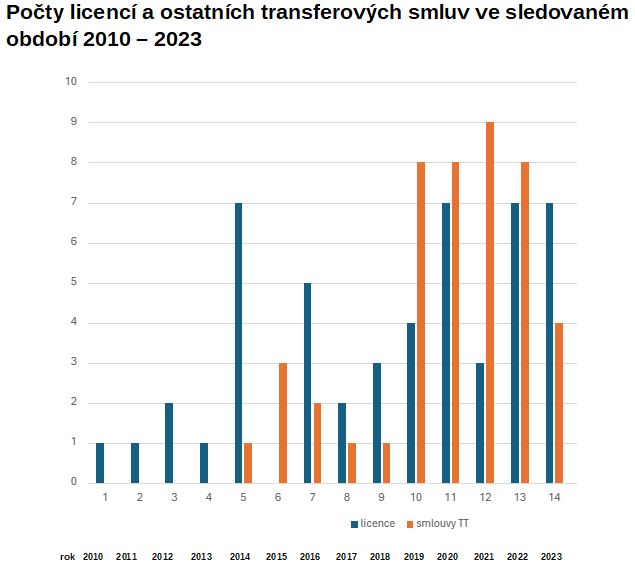 Počty licencí a ostatních transferových smluv ve sledovaném
období 2010 – 2023
10
9
8
7
6
5
4
3
2
1
0
1 2 3 4 5 6 7 8 9 10 11 12 13 14
licence smlouvy TT
rok 2010 2011 2012 2013 2014 2015 2016 2017 2018 2019 2020 2021 2022 2023